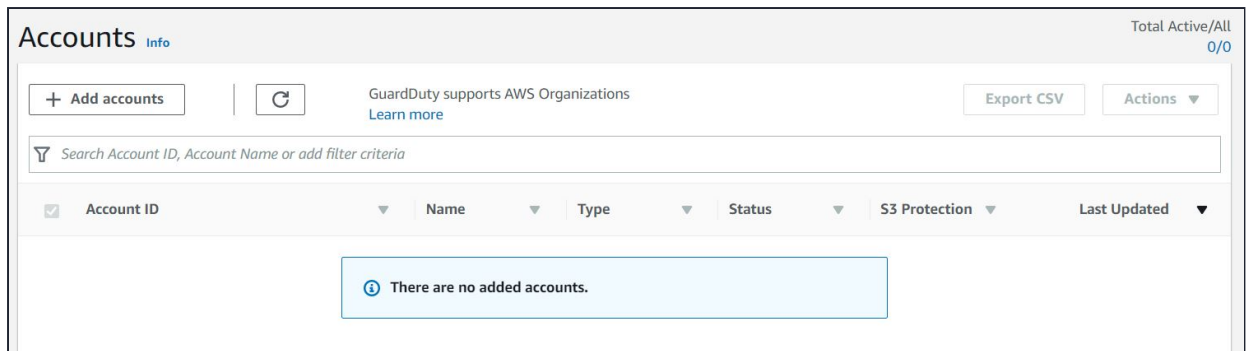 Accounts Info
Total Active/All
0/0
+ Add accounts
GuardDuty supports AWS Organizations
Learn more
Export CSV
Actions
Search Account ID, Account Name or add filter criteria
Account ID Name Type Status S3 Protection Last Updated
There are no added accounts.